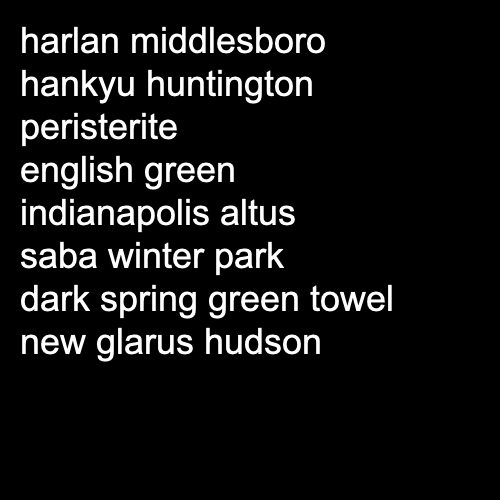 harlan middlesboro
hankyu huntington
peristerite
english green
indianapolis altus
saba winter park
dark spring green towel
new glarus hudson